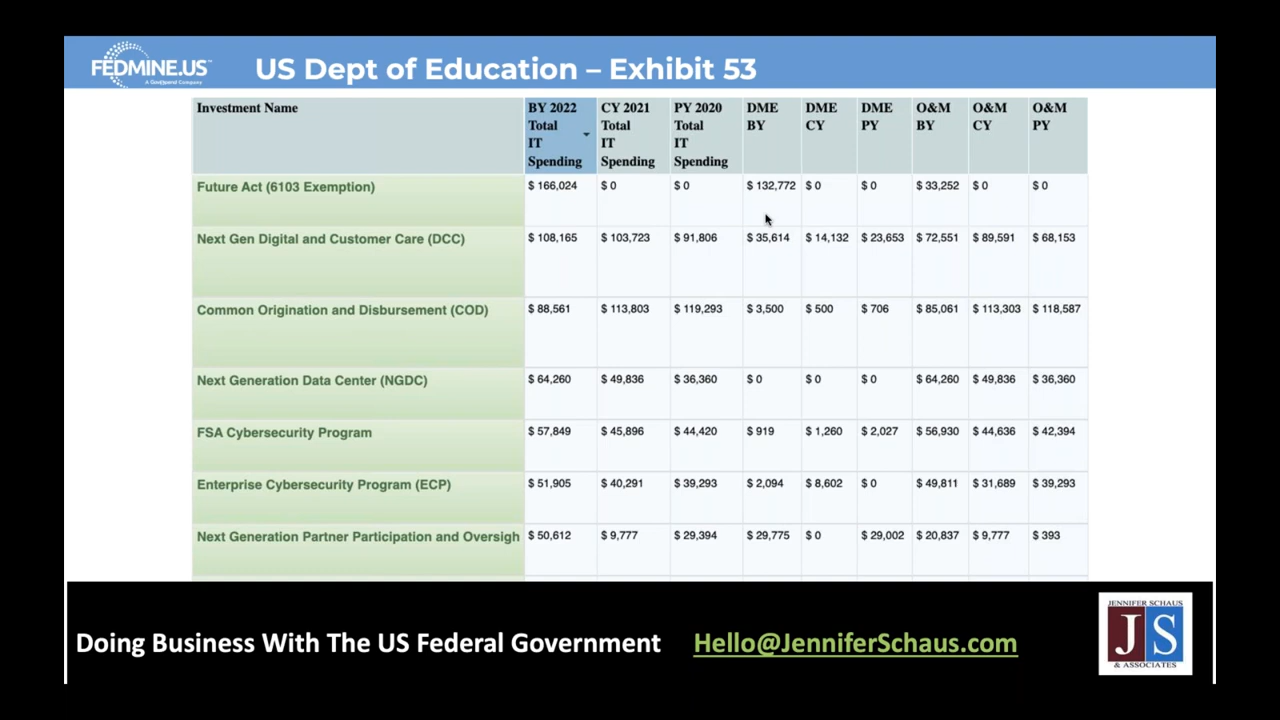 FEDMINE.US
A GovSpend Company
US Dept of Education – Exhibit 53
Investment Name BY 2022 Total IT Spending CY 2021 Total IT Spending PY 2020 Total IT Spending DME BY DME CY DME PY O&M BY O&M CY O&M PY
Future Act (6103 Exemption) $ 166,024 $ 0 $ 0 $ 132,772 $ 0 $ 0 $ 33,252 $ 0 $ 0
Next Gen Digital and Customer Care (DCC) $ 108,165 $ 103,723 $ 91,806 $ 35,614 $ 14,132 $ 23,653 $ 72,551 $ 89,591 $ 68,153
Common Origination and Disbursement (COD) $ 88,561 $ 113,803 $ 119,293 $ 3,500 $ 500 $ 706 $ 85,061 $ 113,303 $ 118,587
Next Generation Data Center (NGDC) $ 64,260 $ 49,836 $ 36,360 $ 0 $ 0 $ 0 $ 64,260 $ 49,836 $ 36,360
FSA Cybersecurity Program $ 57,849 $ 45,896 $ 44,420 $ 919 $ 1,260 $ 2,027 $ 56,930 $ 44,636 $ 42,394
Enterprise Cybersecurity Program (ECP) $ 51,905 $ 40,291 $ 39,293 $ 2,094 $ 8,602 $ 0 $ 49,811 $ 31,689 $ 39,293
Next Generation Partner Participation and Oversigh $ 50,612 $ 9,777 $ 29,394 $ 29,775 $ 0 $ 29,002 $ 20,837 $ 9,777 $ 393
Doing Business With The US Federal Government Hello@JenniferSchaus.com
JENNIFER SCHAUS
JS
& ASSOCIATES